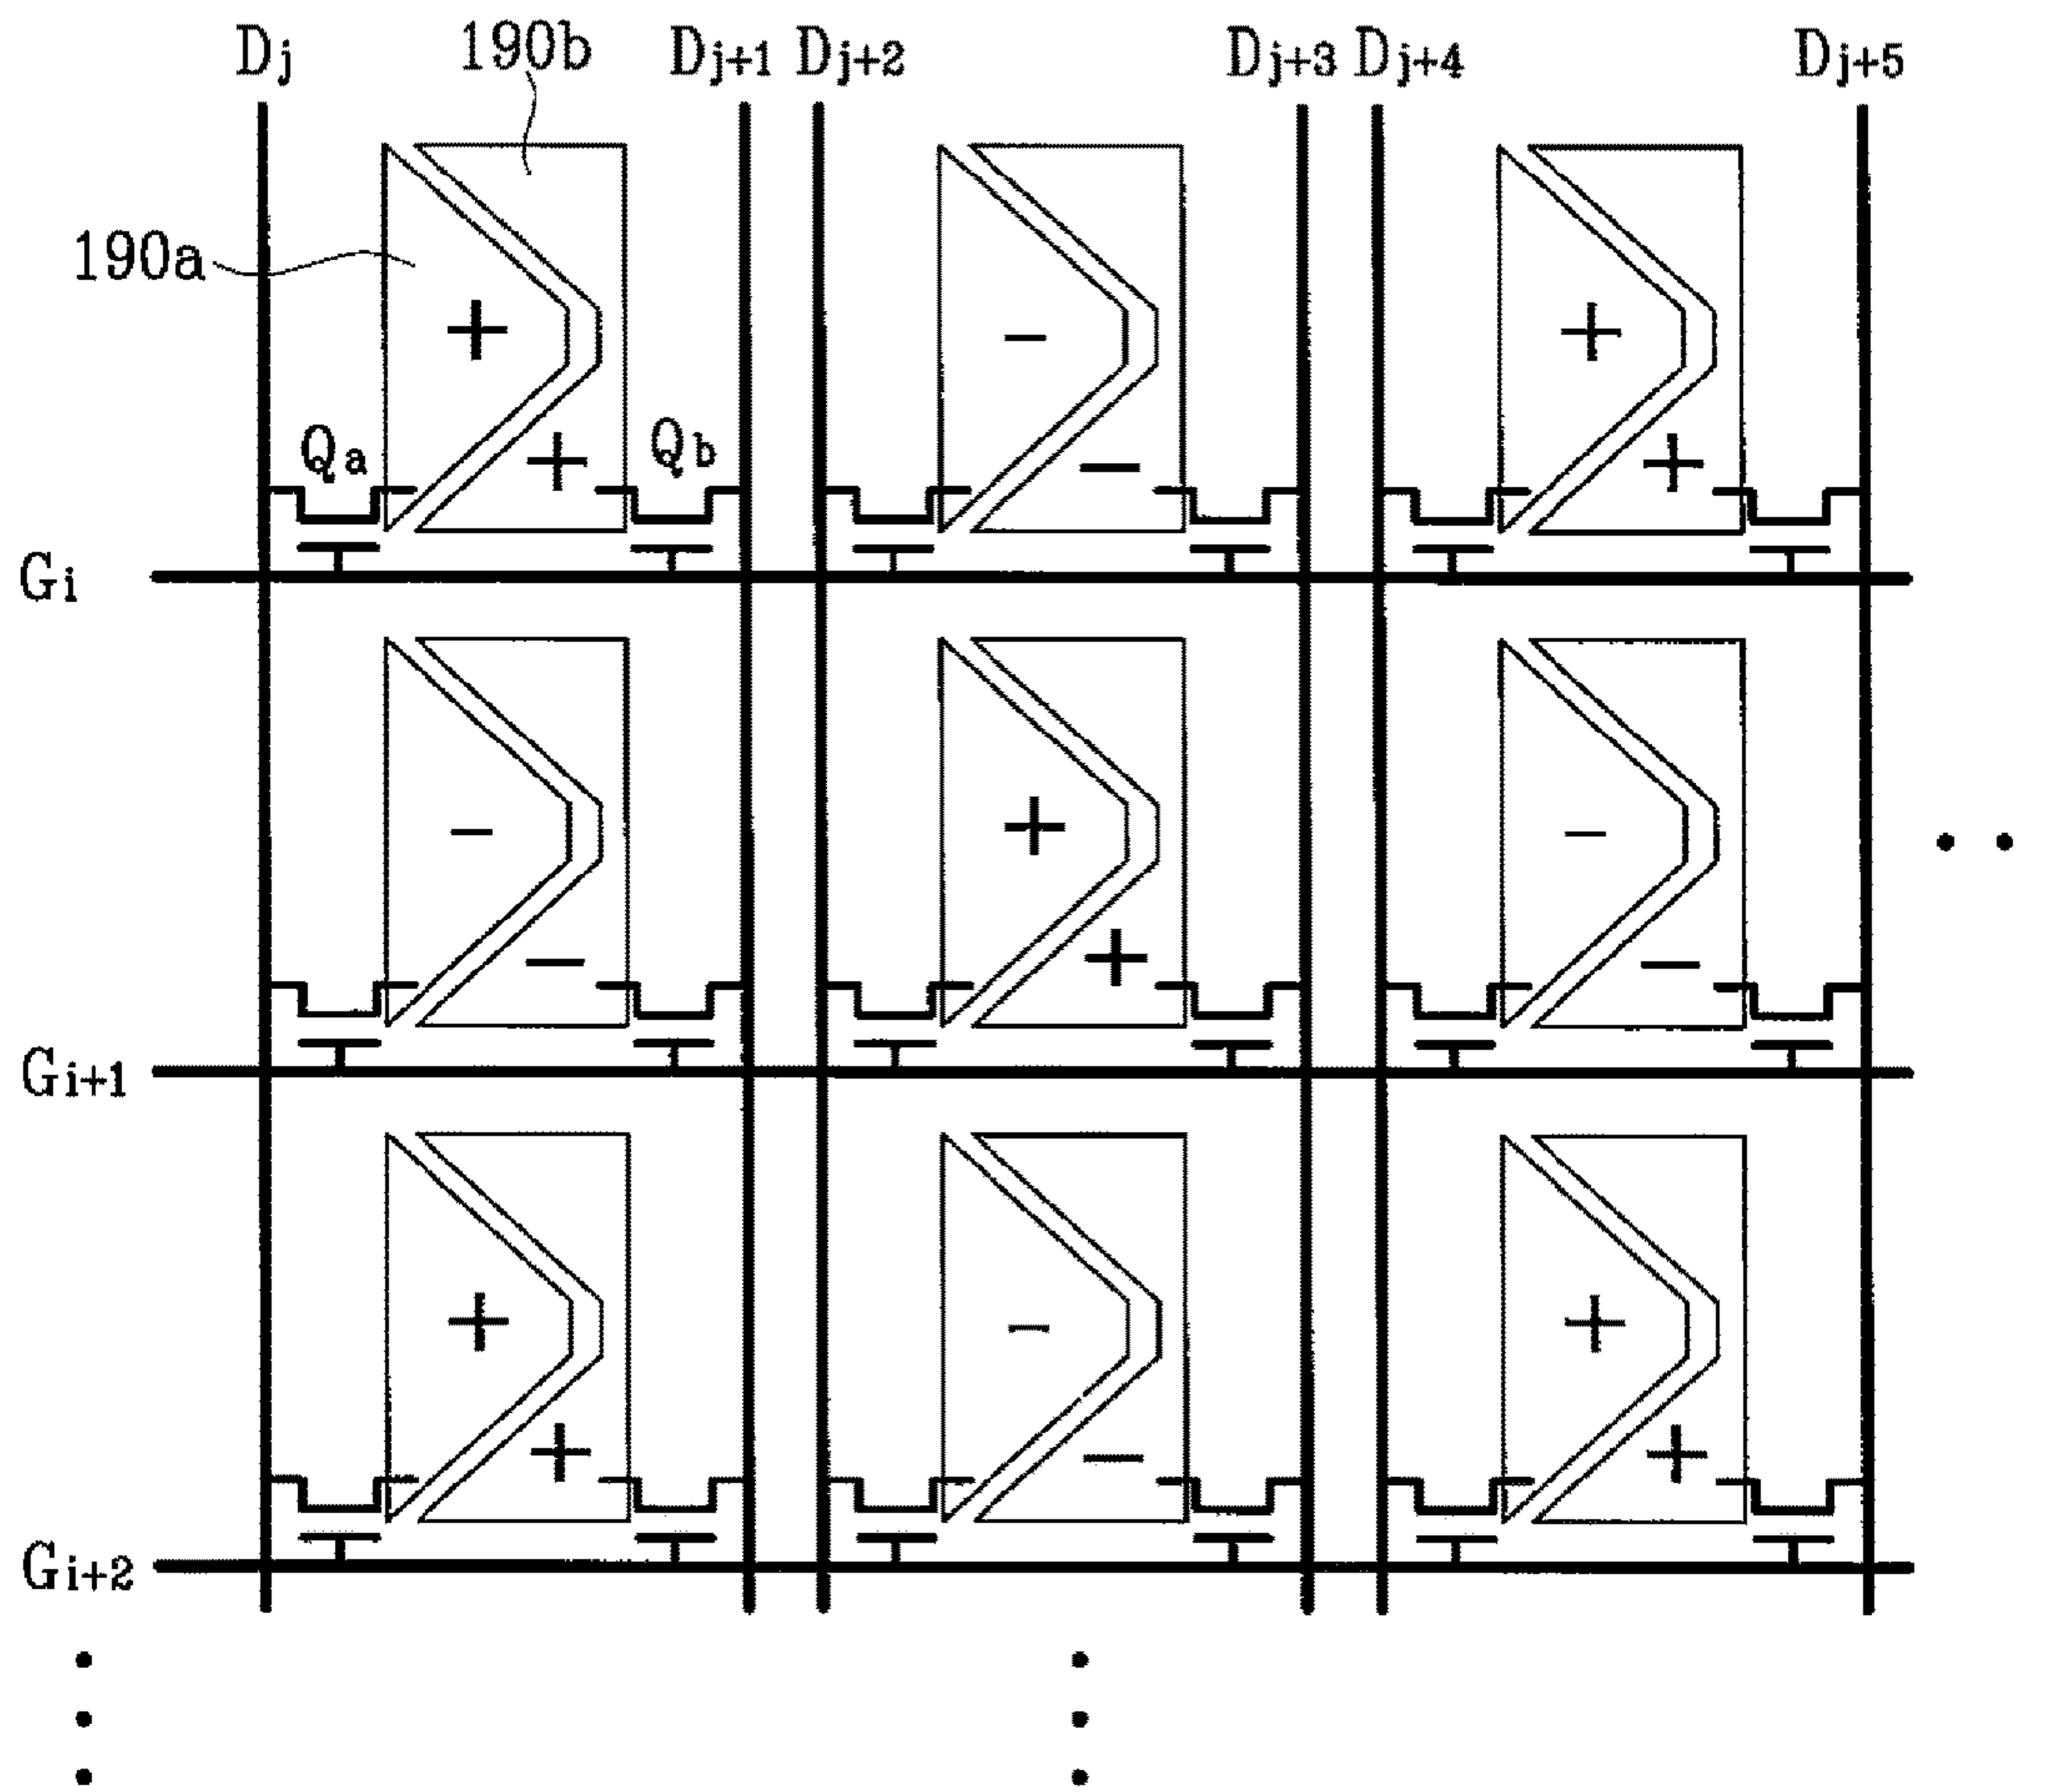 Dj 190b Dj+1 Dj+2 Dj+3 Dj+4 Dj+5
190a
+ - +
Qa + Qb - +
Gi
- + -
- + -
Gi+1
+ - +
+ - +
Gi+2